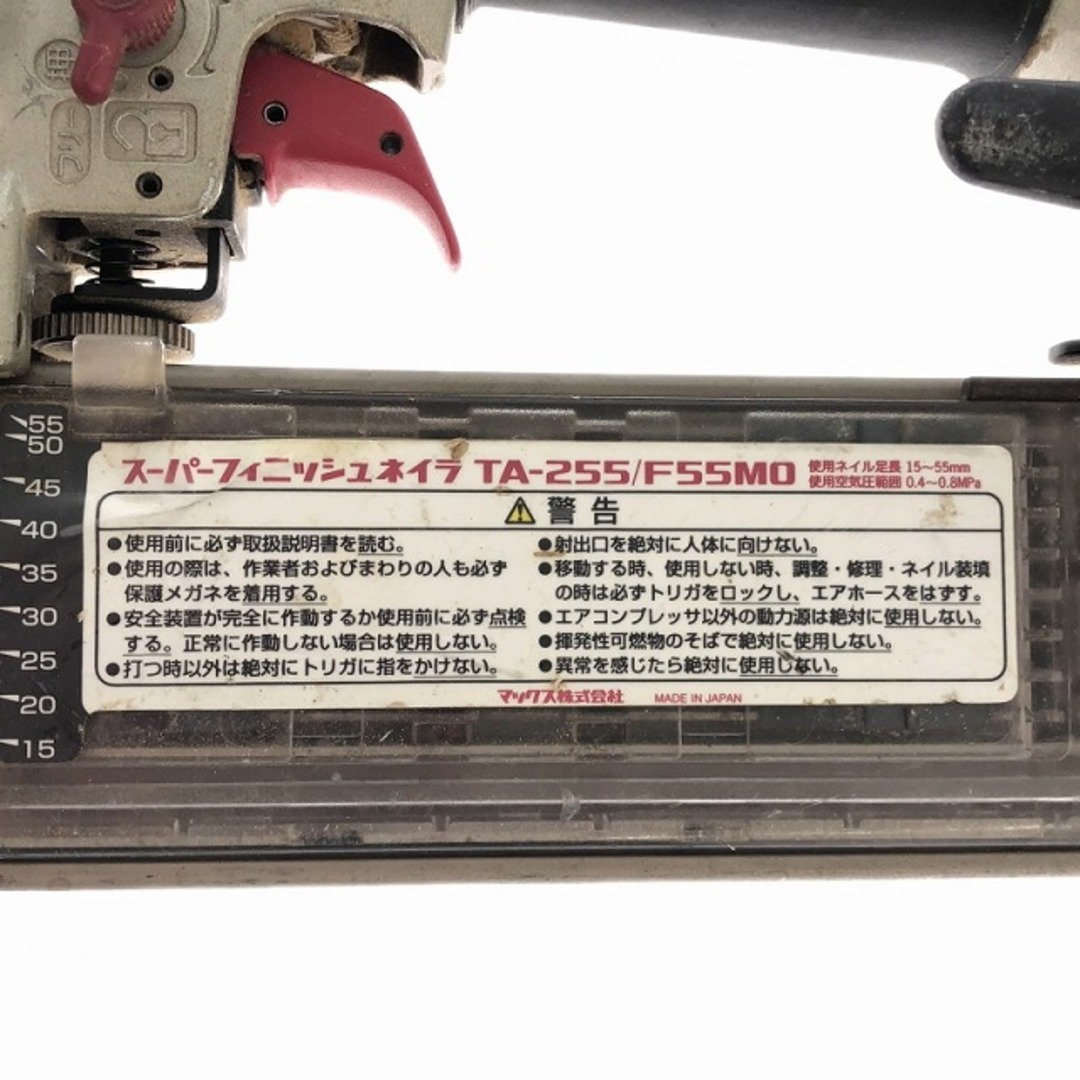 55
50
45
40
35
30
25
20
15
スーパーフィニッシュネイラ TA-255/F55MO
使用ネイル足長 15～55mm
使用空気圧範囲 0.4～0.8MPa
警告
●使用前に必ず取扱説明書を読む。
●使用の際は、作業者およびまわりの人も必ず
保護メガネを着用する。
●安全装置が完全に作動するか使用前に必ず点検
する。正常に作動しない場合は使用しない。
●打つ時以外は絶対にトリガに指をかけない。
●射出口を絶対に人体に向けない。
●移動する時、使用しない時、調整・修理・ネイル装填
の時は必ずトリガをロックし、エアホースをはずす。
●エアコンプレッサ以外の動力源は絶対に使用しない。
●揮発性可燃物のそばで絶対に使用しない。
●異常を感じたら絶対に使用しない。
マックス株式会社 MADE IN JAPAN